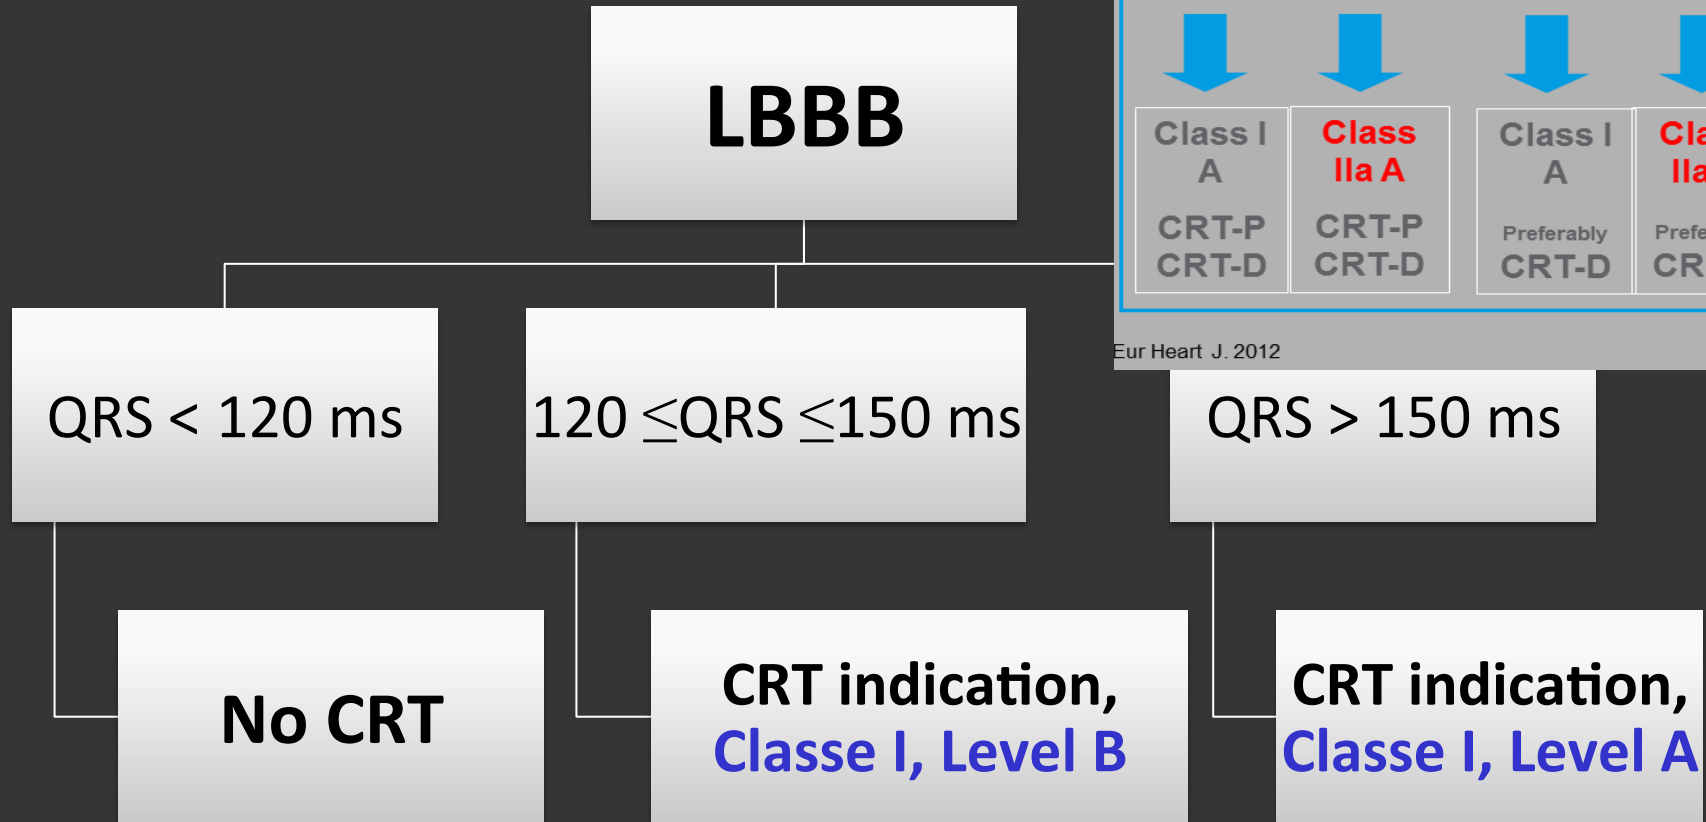 LBBB
Class I
A
CRT-P
CRT-D
Class
IIa A
CRT-P
CRT-D
Class I
A
Preferably
CRT-D
Eur Heart J. 2012
QRS < 120 ms
120 ≤QRS ≤150 ms
QRS > 150 ms
No CRT
CRT indication,
Classe I, Level B
CRT indication,
Classe I, Level A